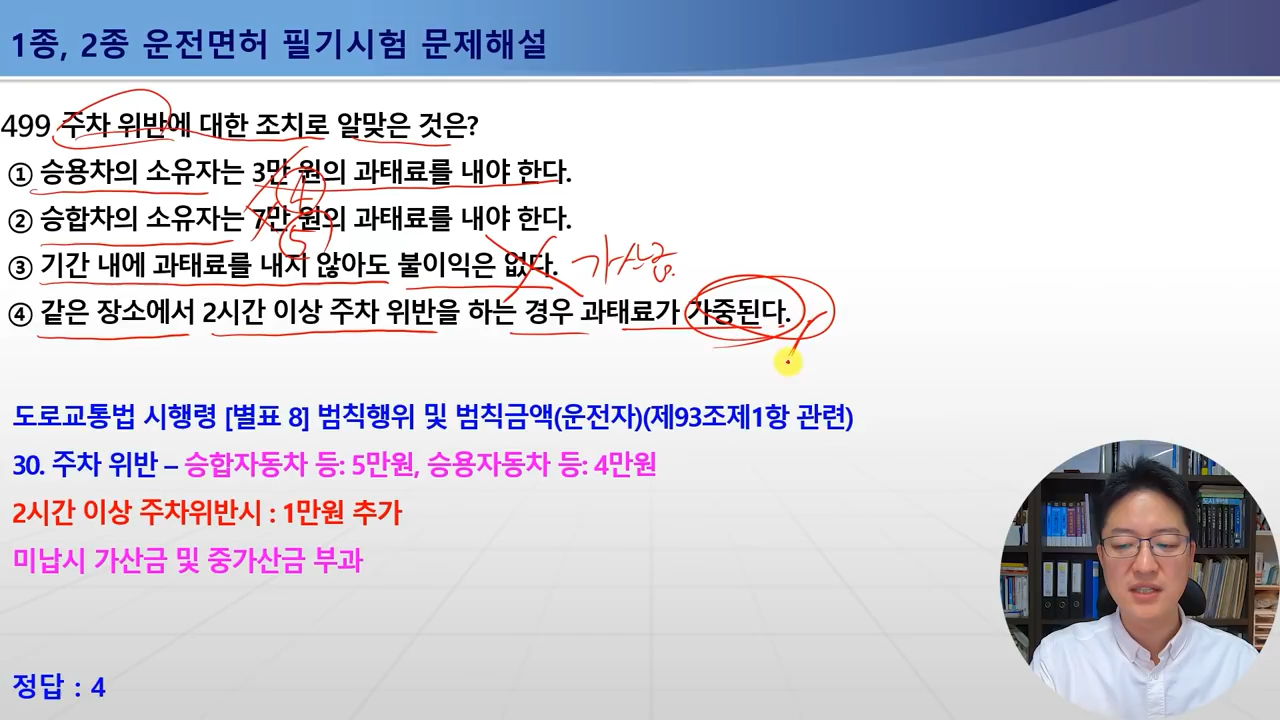 1종, 2종 운전면허 필기시험 문제해설
499 주차 위반에 대한 조치로 알맞은 것은?
① 승용차의 소유자는 3만 원의 과태료를 내야 한다.
4
② 승합차의 소유자는 7만 원의 과태료를 내야 한다.
5
③ 기간 내에 과태료를 내지 않아도 불이익은 없다. 가산금.
④ 같은 장소에서 2시간 이상 주차 위반을 하는 경우 과태료가 가중된다.
도로교통법 시행령 [별표 8] 범칙행위 및 범칙금액(운전자)(제93조제1항 관련)
30. 주차 위반 – 승합자동차 등: 5만원, 승용자동차 등: 4만원
2시간 이상 주차위반시 : 1만원 추가
미납시 가산금 및 중가산금 부과
정답 : 4